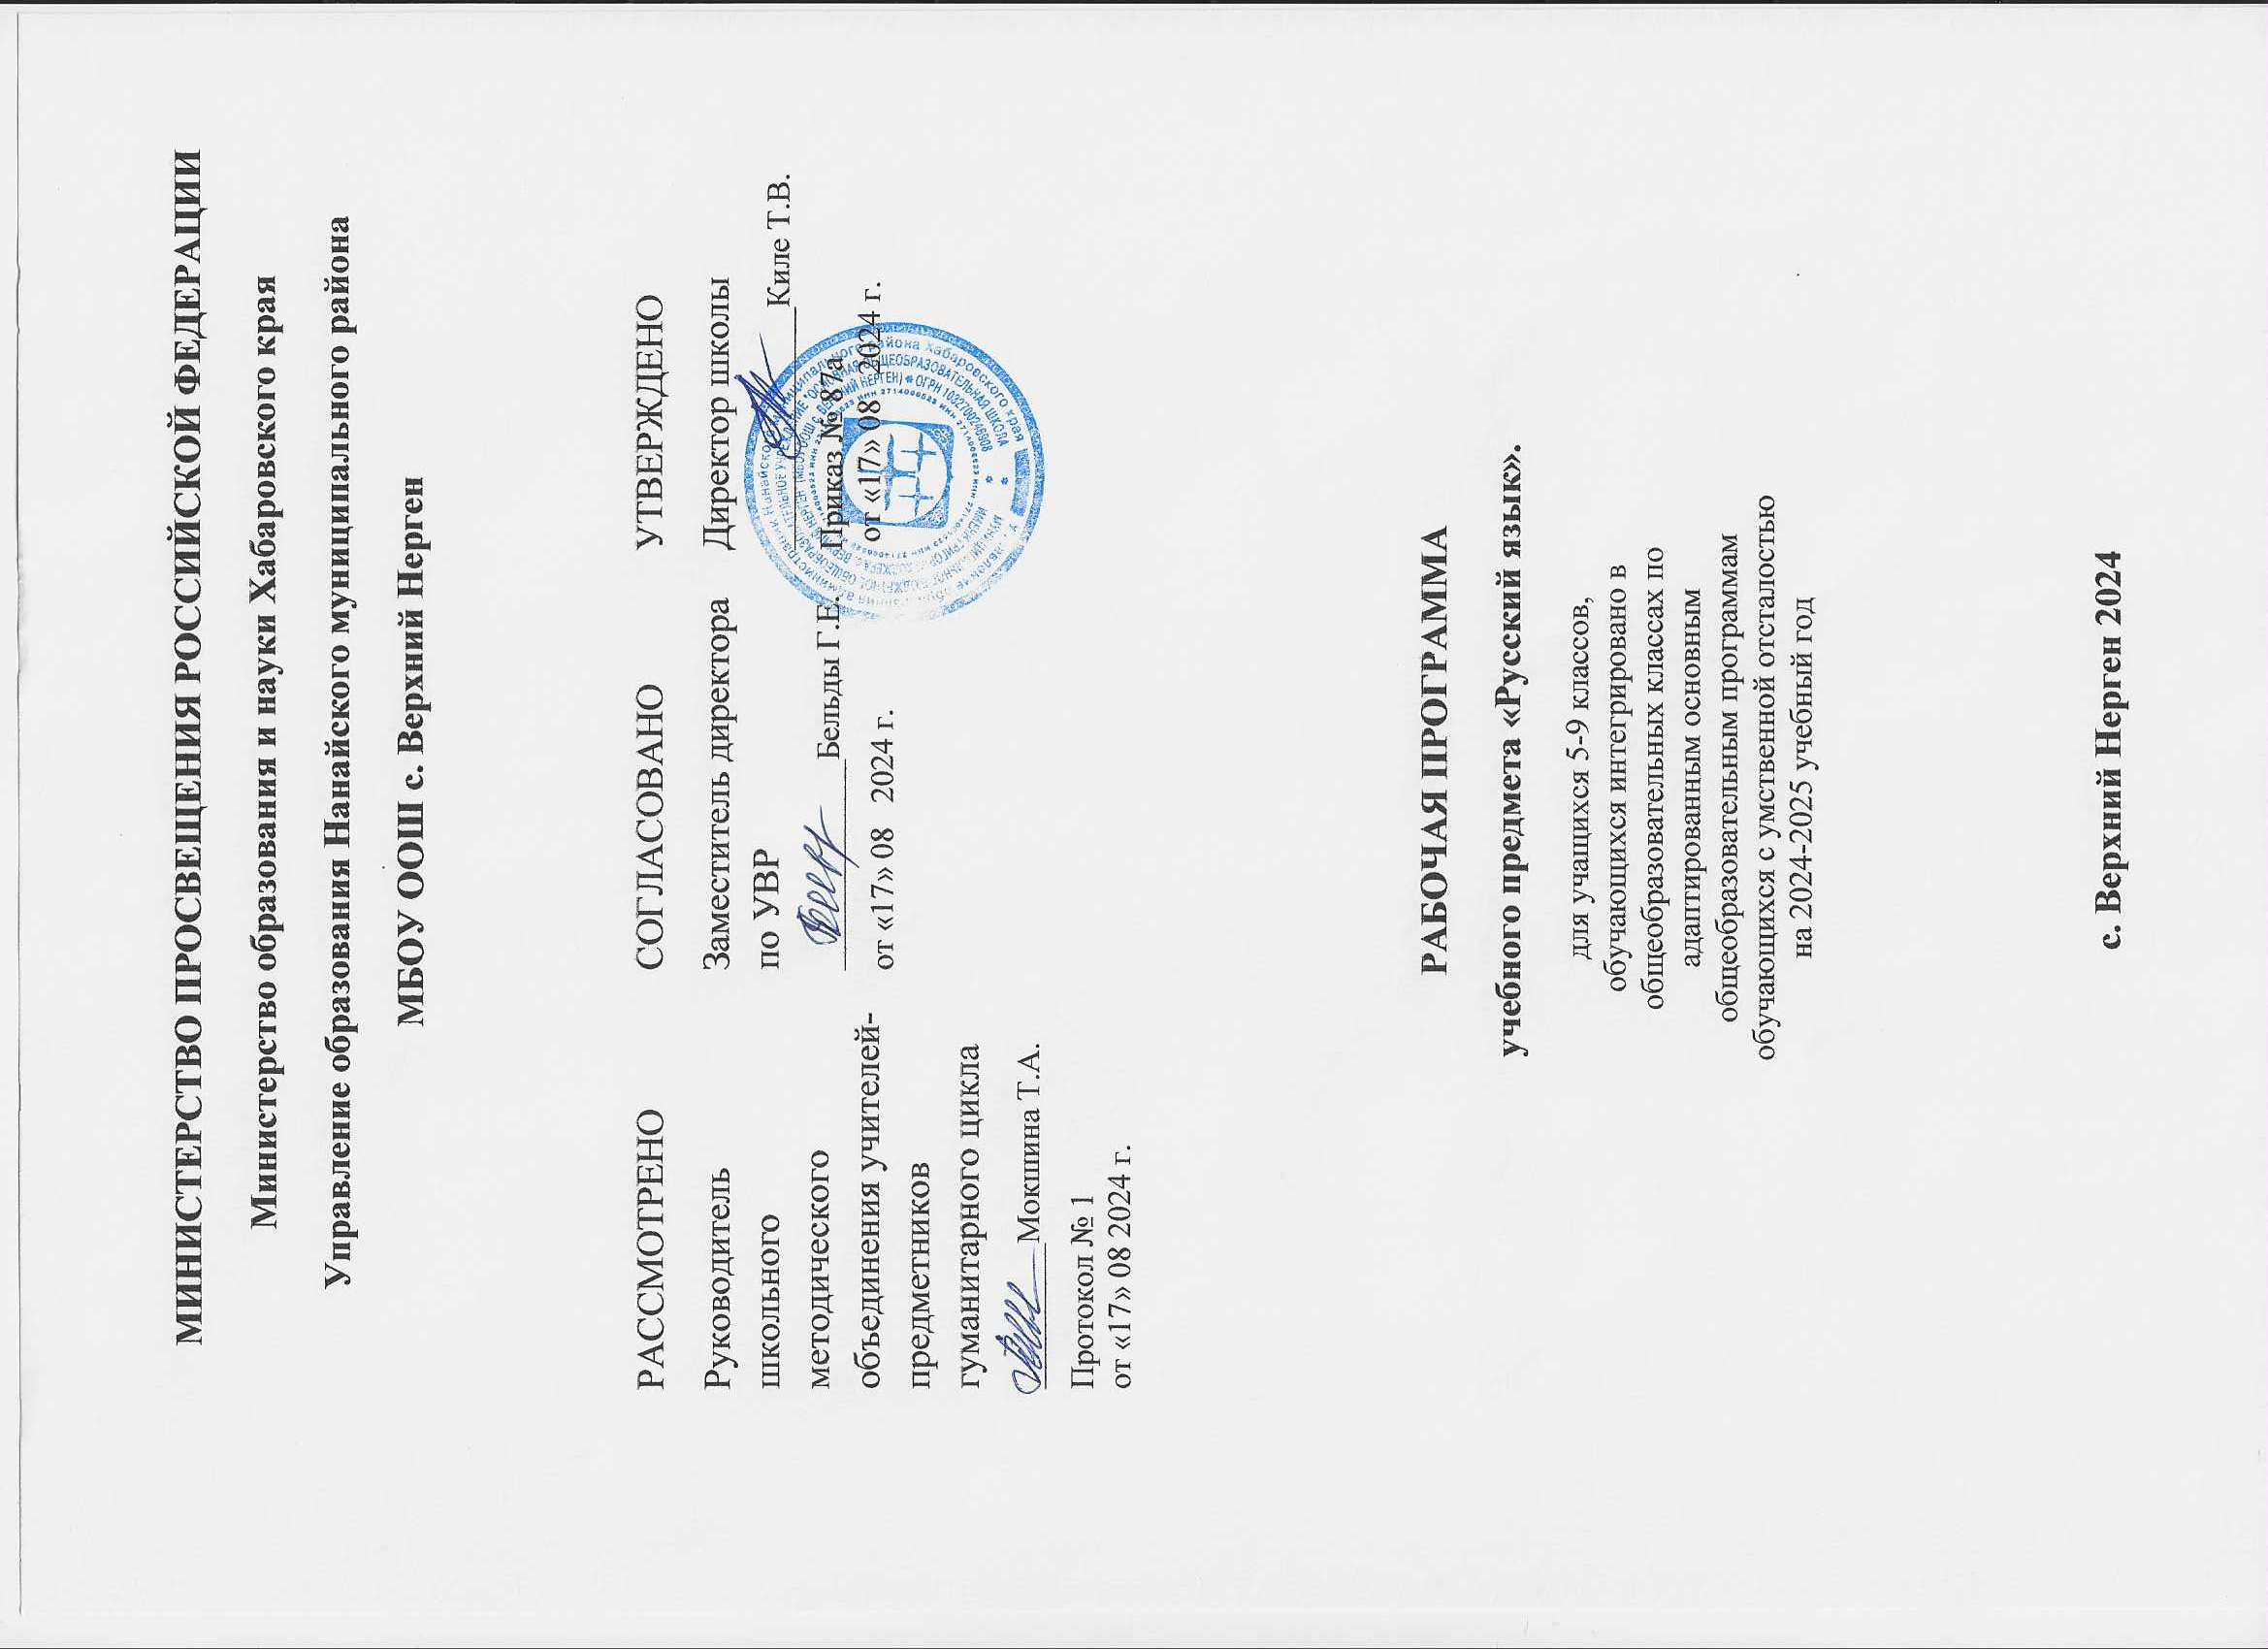 МИНИСТЕРСТВО ПРОСВЕЩЕНИЯ РОССИЙСКОЙ ФЕДЕРАЦИИ
Министерство образования и науки Хабаровского края
Управление образования Нанайского муниципального района
МБОУ ООШ с. Верхний Нерген
РАССМОТРЕНО
Руководитель
школьного
методического
объединения учителей-
предметников
гуманитарного цикла
Мокшина Т.А.
Протокол № 1
от «17» 08 2024 г.
СОГЛАСОВАНО
Заместитель директора
по УВР
Бельды Г.Е.
от «17» 08 2024 г.
УТВЕРЖДЕНО
Директор школы
Киле Т.В.
Приказ № 87а
от «17» 08 2024 г.
РАБОЧАЯ ПРОГРАММА
учебного предмета «Русский язык».
для учащихся 5-9 классов,
обучающихся интегрировано в
общеобразовательных классах по
адаптированным основным
общеобразовательным программам
обучающихся с умственной отсталостью
на 2024-2025 учебный год
с. Верхний Нерген 2024